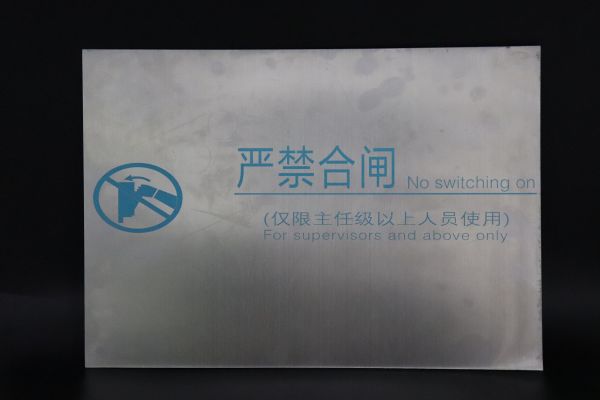 严禁合闸 No switching on
(仅限主任级以上人员使用)
For supervisors and above only